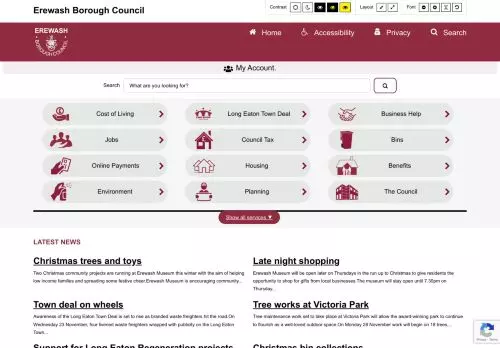 Erewash Borough Council
Contrast
Layout
Font
EREWASH
BOROUGH COUNCIL
Home
Accessibility
Privacy
Search
My Account.
Search
What are you looking for?
Cost of Living
Long Eaton Town Deal
Business Help
Jobs
Council Tax
Bins
Online Payments
Housing
Benefits
Environment
Planning
The Council
Show all services ▼
LATEST NEWS
Christmas trees and toys
Two Christmas community projects are running at Erewash Museum this winter with the aim of helping
low income families and spreading some festive cheer.Erewash Museum is encouraging community...
Late night shopping
Erewash Museum will be open later on Thursdays in the run up to Christmas to give residents the
opportunity to shop for gifts from local businesses.The museum will stay open until 7.30pm on
Thursday...
Town deal on wheels
Awareness of the Long Eaton Town Deal is set to rise as branded waste freighters hit the road.On
Wednesday 23 November, four binned waste freighters wrapped with publicity on the Long Eaton
Town...
Tree works at Victoria Park
Tree maintenance work set to take place at Victoria Park will allow the award-winning park to continue
to flourish as a well-loved outdoor space On Monday 28 November work will begin on 18 trees...
Support for Long Eaton Regeneration projects
Christmas bin collections
Privacy - Terms